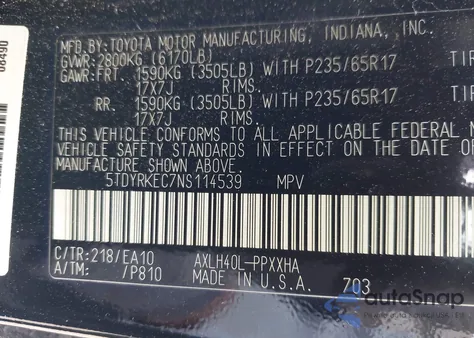 08490
MFD.BY:TOYOTA MOTOR MANUFACTURING, INDIANA, INC.
GVWR:2800KG (6170LB)
GAWR:FRT. 1590KG (3505LB) WITH P235/65R17 TIR
17X7J RIMS.
RR. 1590KG (3505LB) WITH P235/65R17 TIR
17X7J RIMS.
THIS VEHICLE CONFORMS TO ALL APPLICABLE FEDERAL M
VEHICLE SAFETY STANDARDS IN EFFECT ON THE DATE O
MANUFACTURE SHOWN ABOVE.
5TDYRKEC7NS114539 MPV
C/TR:218/EA10 AXLH40L-PPXXHA
A/TM: /P810 MADE IN U.S.A. 703
autoSnap